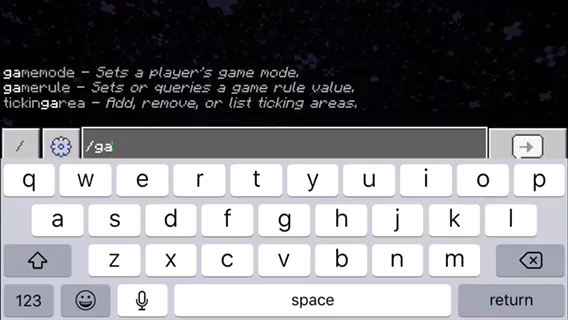 gamemode – Sets a player's game mode.
gamerule – Sets or queries a game rule value.
tickingarea – Add, remove, or list ticking areas.
/ /ga
q w e r t y u i o p
a s d f g h j k l
z x c v b n m
123 space return